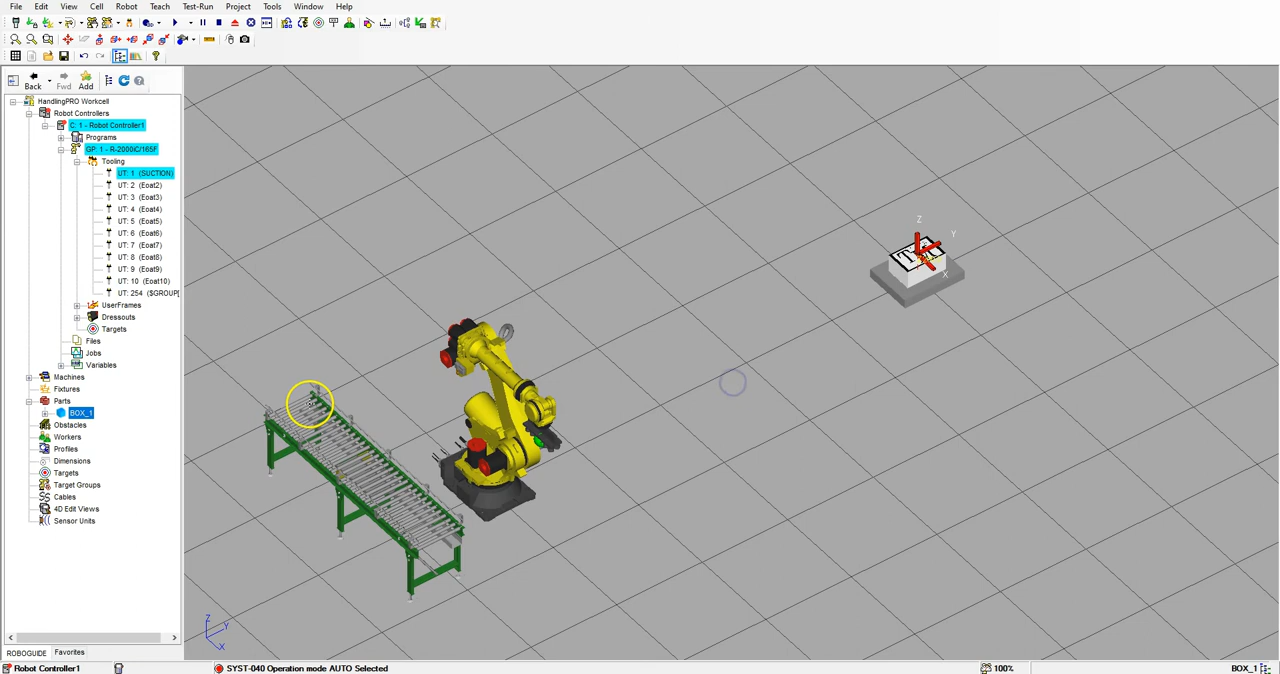 File Edit View Cell Robot Teach Test-Run Project Tools Window Help
Back Fwd Add
HandlingPRO Workcell
Robot Controllers
C: 1 - Robot Controller1
Programs
GP: 1 - R-2000iC/165F
Tooling
UT: 1 (SUCTION)
UT: 2 (Eoat2)
UT: 3 (Eoat3)
UT: 4 (Eoat4)
UT: 5 (Eoat5)
UT: 6 (Eoat6)
UT: 7 (Eoat7)
UT: 8 (Eoat8)
UT: 9 (Eoat9)
UT: 10 (Eoat10)
UT: 254 ($GROUP[
UserFrames
Dressouts
Targets
Files
Jobs
Variables
Machines
Fixtures
Parts
BOX_1
Obstacles
Workers
Profiles
Dimensions
Targets
Target Groups
Cables
4D Edit Views
Sensor Units
ROBOGUIDE Favorites
Z
Y
X
Z
Y
X
Robot Controller1 SYST-040 Operation mode AUTO Selected 100% BOX_1